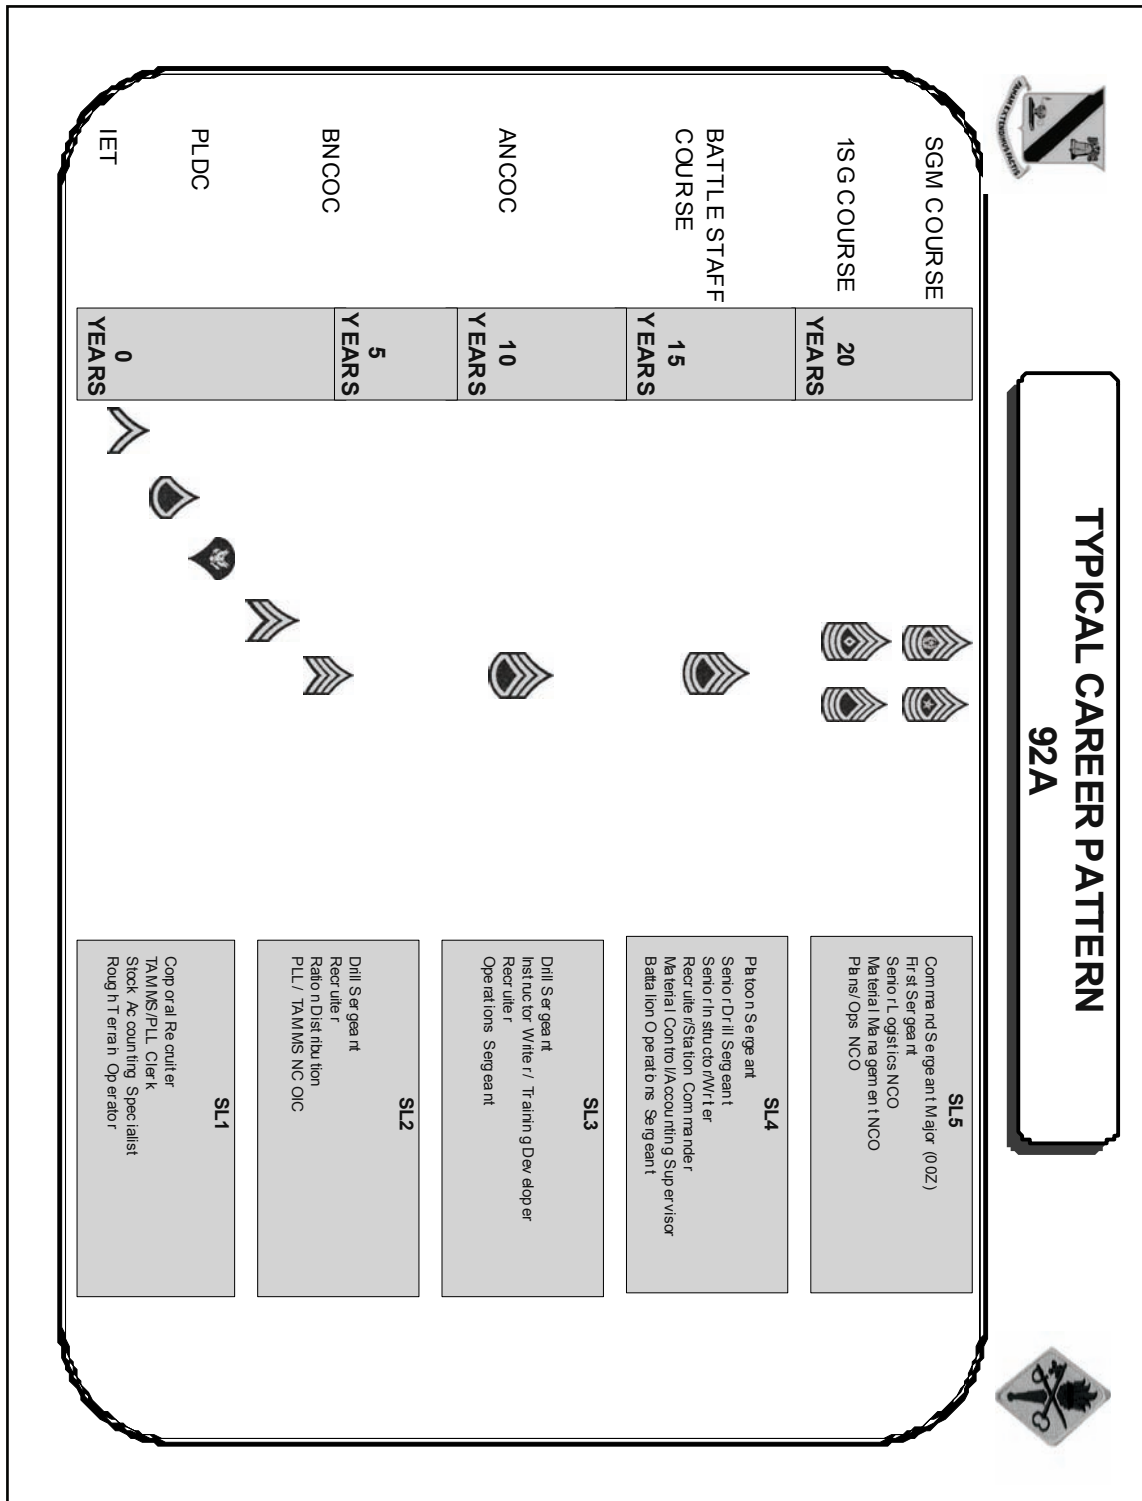 TYPICAL CAREER PATTERN
92A
SGM COURSE
1SG COURSE
BATTLE STAFF
COURSE
ANCOC
BNCOC
PLDC
IET
20
YEARS
15
YEARS
10
YEARS
5
YEARS
0
YEARS
SL5
Command Sergeant Major (00Z)
First Sergeant
Senior Logistics NCO
Material Management NCO
Plans/Ops NCO
SL4
Platoon Sergeant
Senior Drill Sergeant
Senior Instructor/Writer
Recruiter/Station Commander
Material Control/Accounting Supervisor
Battalion Operations Sergeant
SL3
Drill Sergeant
Instructor Writer/ Training Developer
Recruiter
Operations Sergeant
SL2
Drill Sergeant
Recruiter
Ration Distribution
PLL/ TAMMS NCOIC
SL1
Corporal Recruiter
TAMMS/PLL Clerk
Stock Accounting Specialist
Rough Terrain Operator